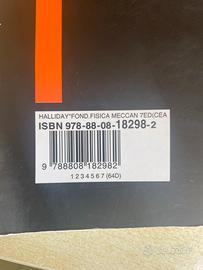 HALLIDAY*FOND.FISICA MECCAN 7ED(CEA
ISBN 978-88-08-18298-2
9 788808 182982
1 2 3 4 5 6 7 (64D)